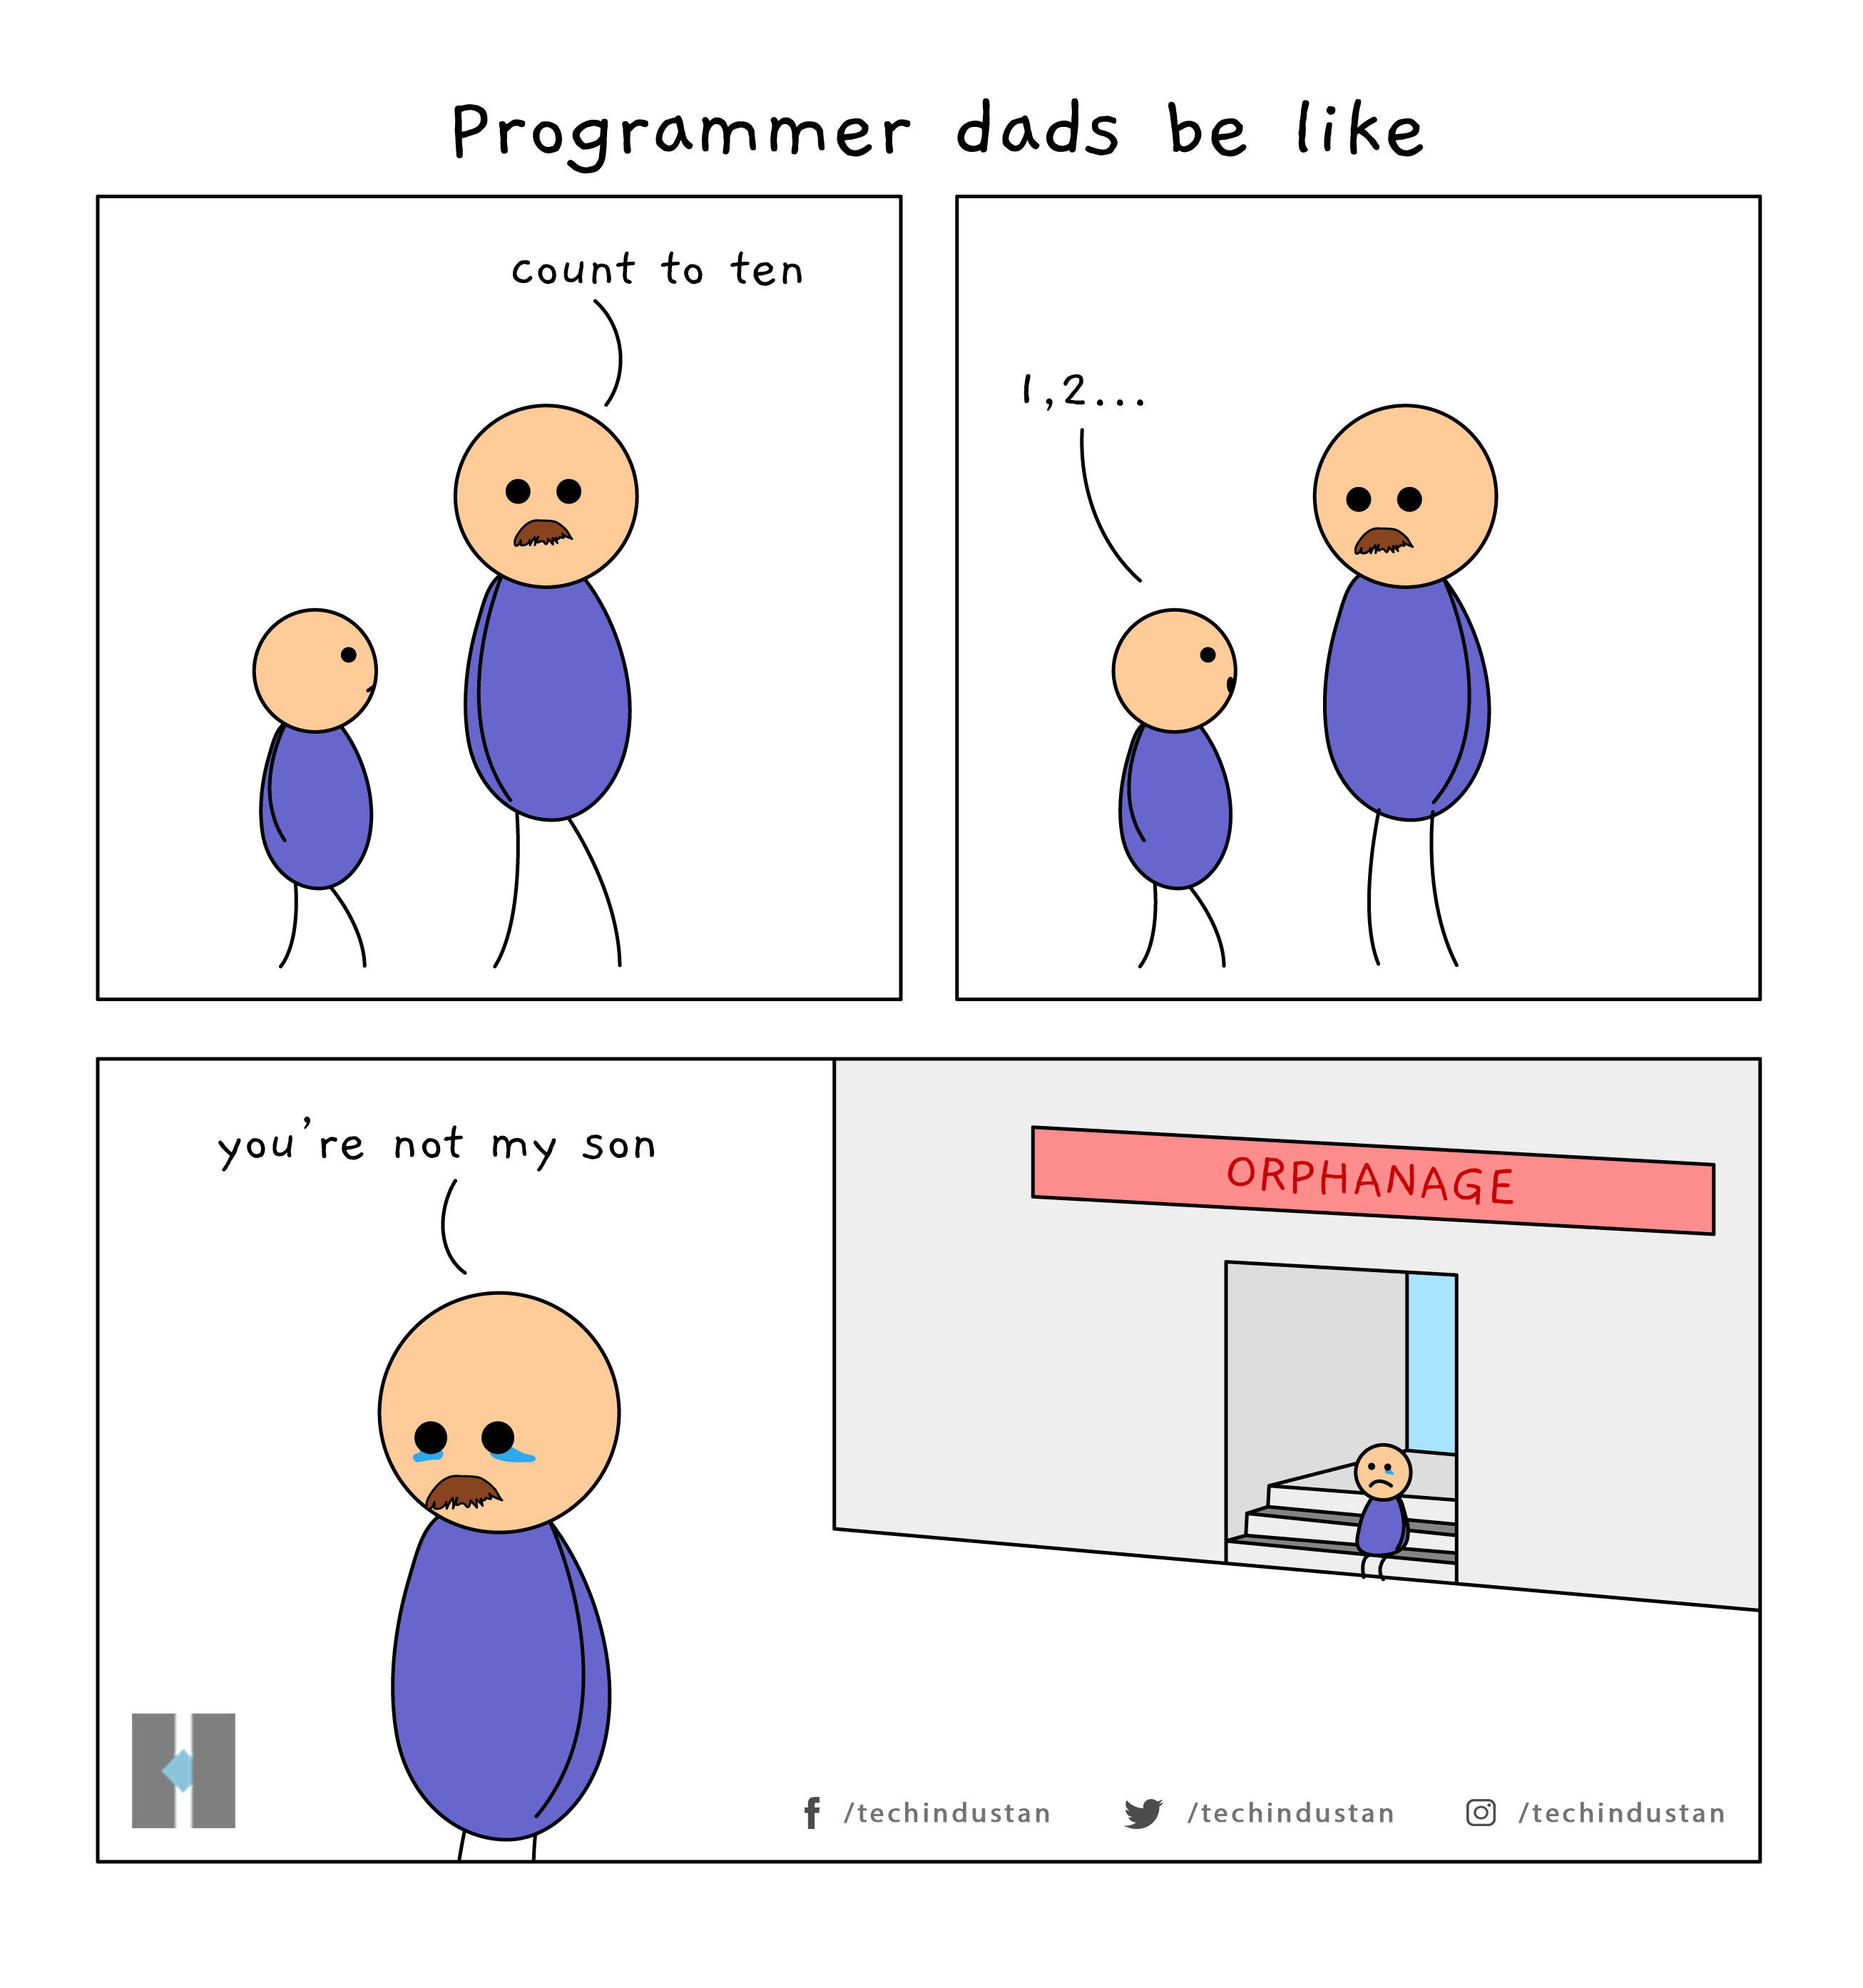 Programmer dads be like
count to ten
1,2...
you're not my son
ORPHANAGE
/techindustan
/techindustan
/techindustan